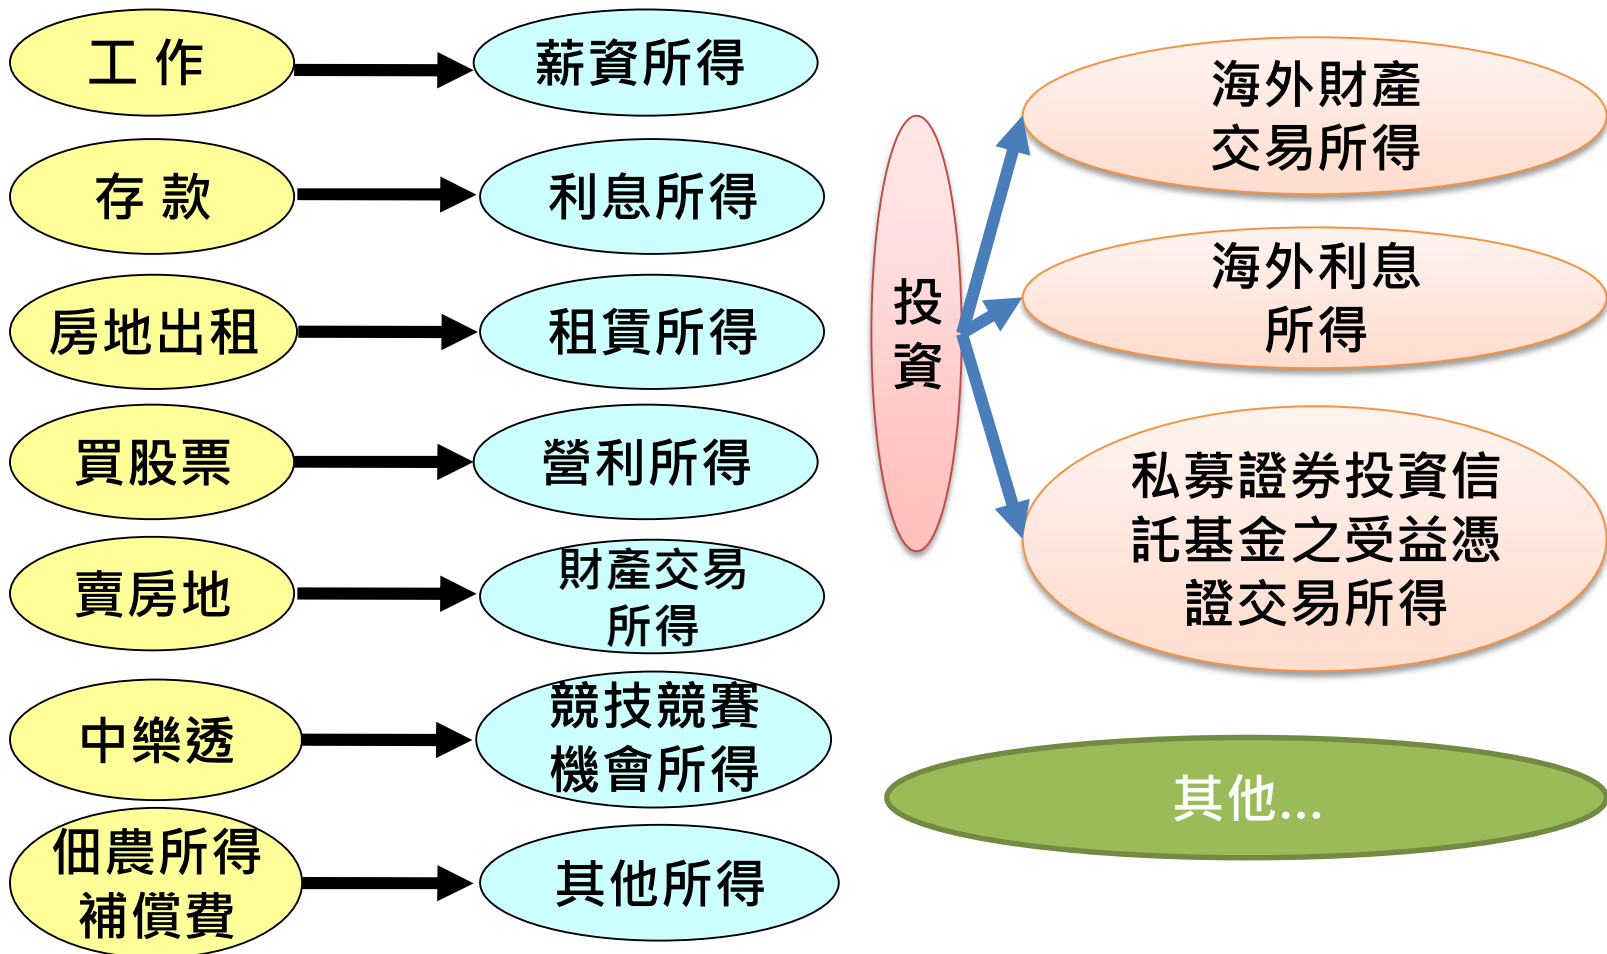 工 作
薪資所得
存 款
利息所得
房地出租
租賃所得
買股票
營利所得
賣房地
財產交易
所得
中樂透
競技競賽
機會所得
佃農所得
補償費
其他所得
投
資
海外財產
交易所得
海外利息
所得
私募證券投資信
託基金之受益憑
證交易所得
其他...